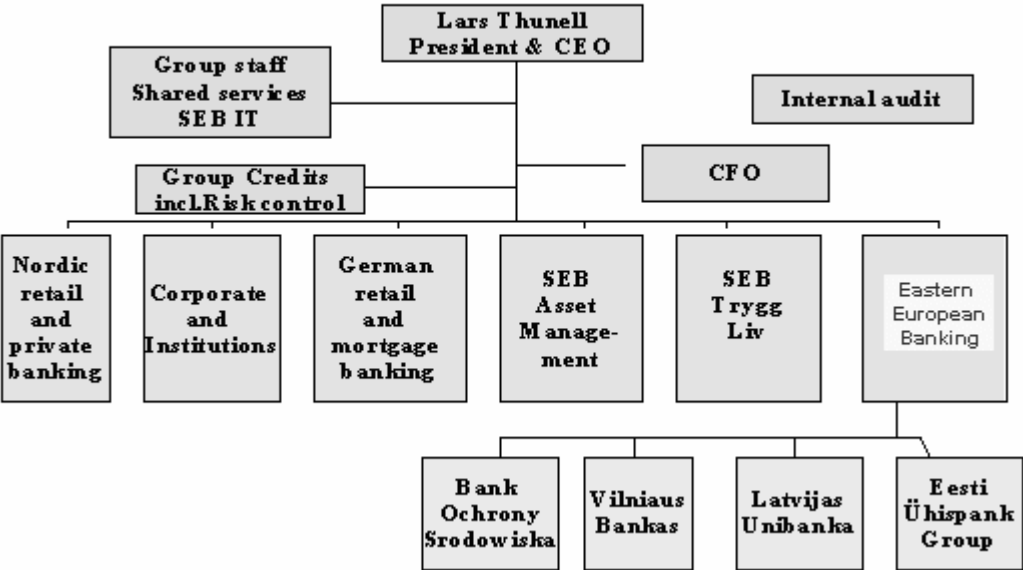 Lars Thunell
President & CEO
Group staff
Shared services
SEB IT
Internal audit
CFO
Group Credits
incl.Risk control
Nordic
retail
and
private
banking
Corporate
and
Institutions
German
retail
and
mortgage
banking
SEB
Asset
Manage-
ment
SEB
Trygg
Liv
Eastern
European
Banking
Bank
Ochrony
Srodowiska
Vilniaus
Bankas
Latvijas
Unibanka
Eesti
Ühispank
Group